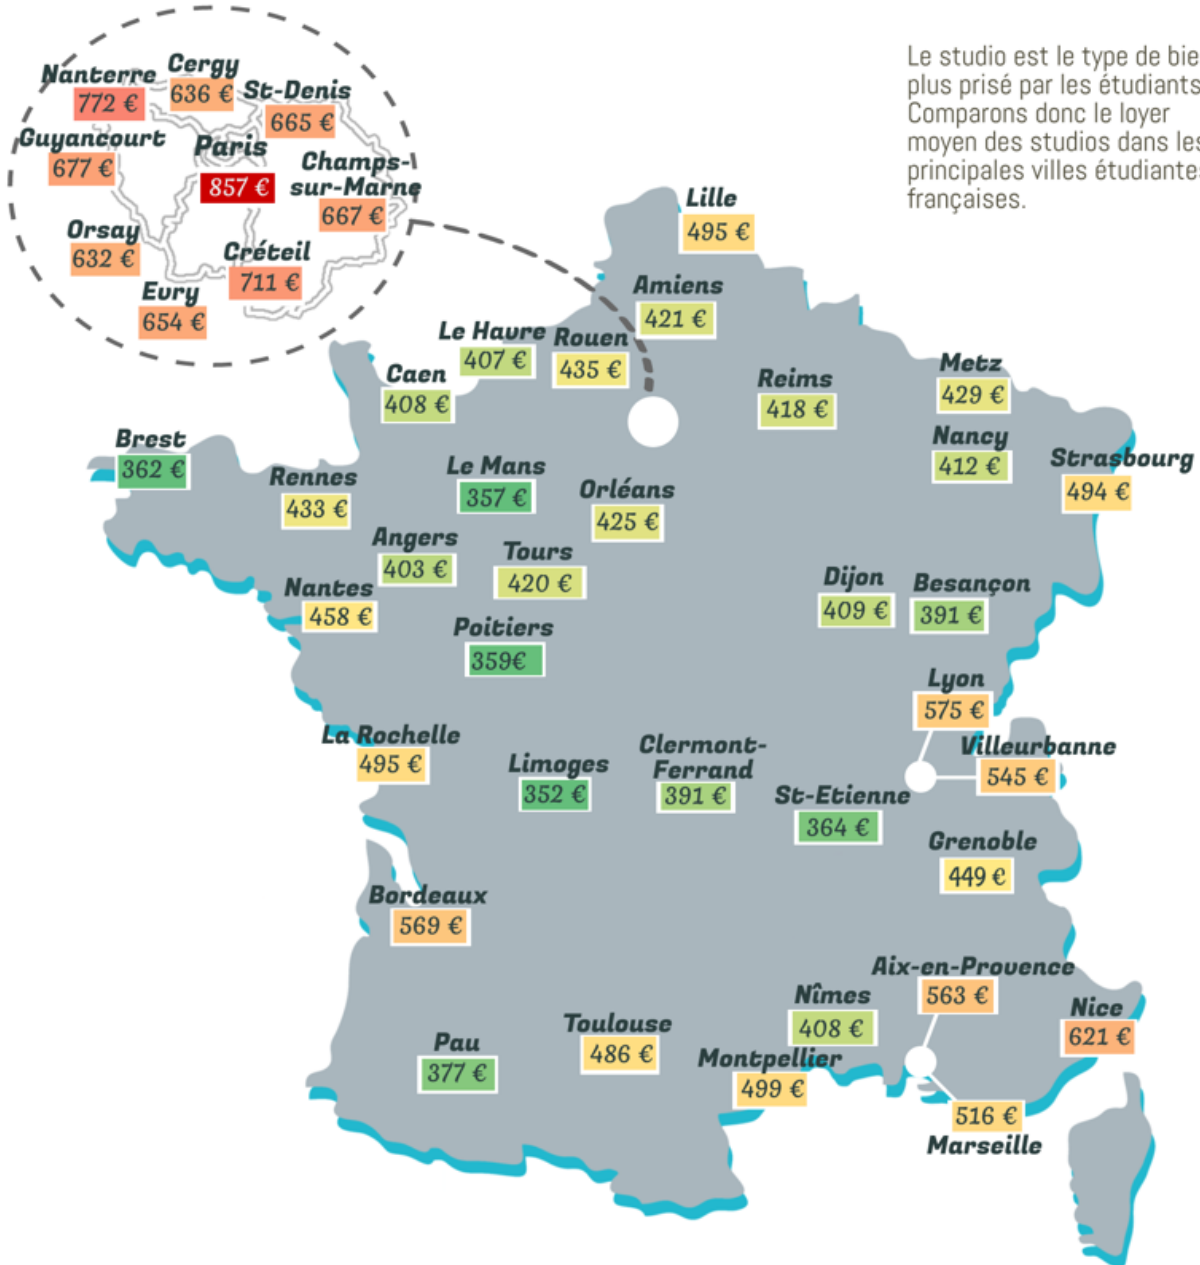 Le studio est le type de bie
plus prisé par les étudiants
Comparons donc le loyer
moyen des studios dans les
principales villes étudiantes
françaises.
Cergy
636 €
Nanterre
772 €
St-Denis
665 €
Guyancourt
677 €
Paris
857 €
Champs-
sur-Marne
667 €
Orsay
632 €
Créteil
711 €
Evry
654 €
Lille
495 €
Amiens
421 €
Le Havre
407 €
Rouen
435 €
Caen
408 €
Reims
418 €
Metz
429 €
Brest
362 €
Nancy
412 €
Strasbourg
494 €
Rennes
433 €
Le Mans
357 €
Orléans
425 €
Angers
403 €
Tours
420 €
Nantes
458 €
Dijon
409 €
Besançon
391 €
Poitiers
359€
Lyon
575 €
Villeurbanne
545 €
La Rochelle
495 €
Limoges
352 €
Clermont-
Ferrand
391 €
St-Etienne
364 €
Grenoble
449 €
Bordeaux
569 €
Aix-en-Provence
563 €
Nîmes
408 €
Nice
621 €
Toulouse
486 €
Pau
377 €
Montpellier
499 €
516 €
Marseille